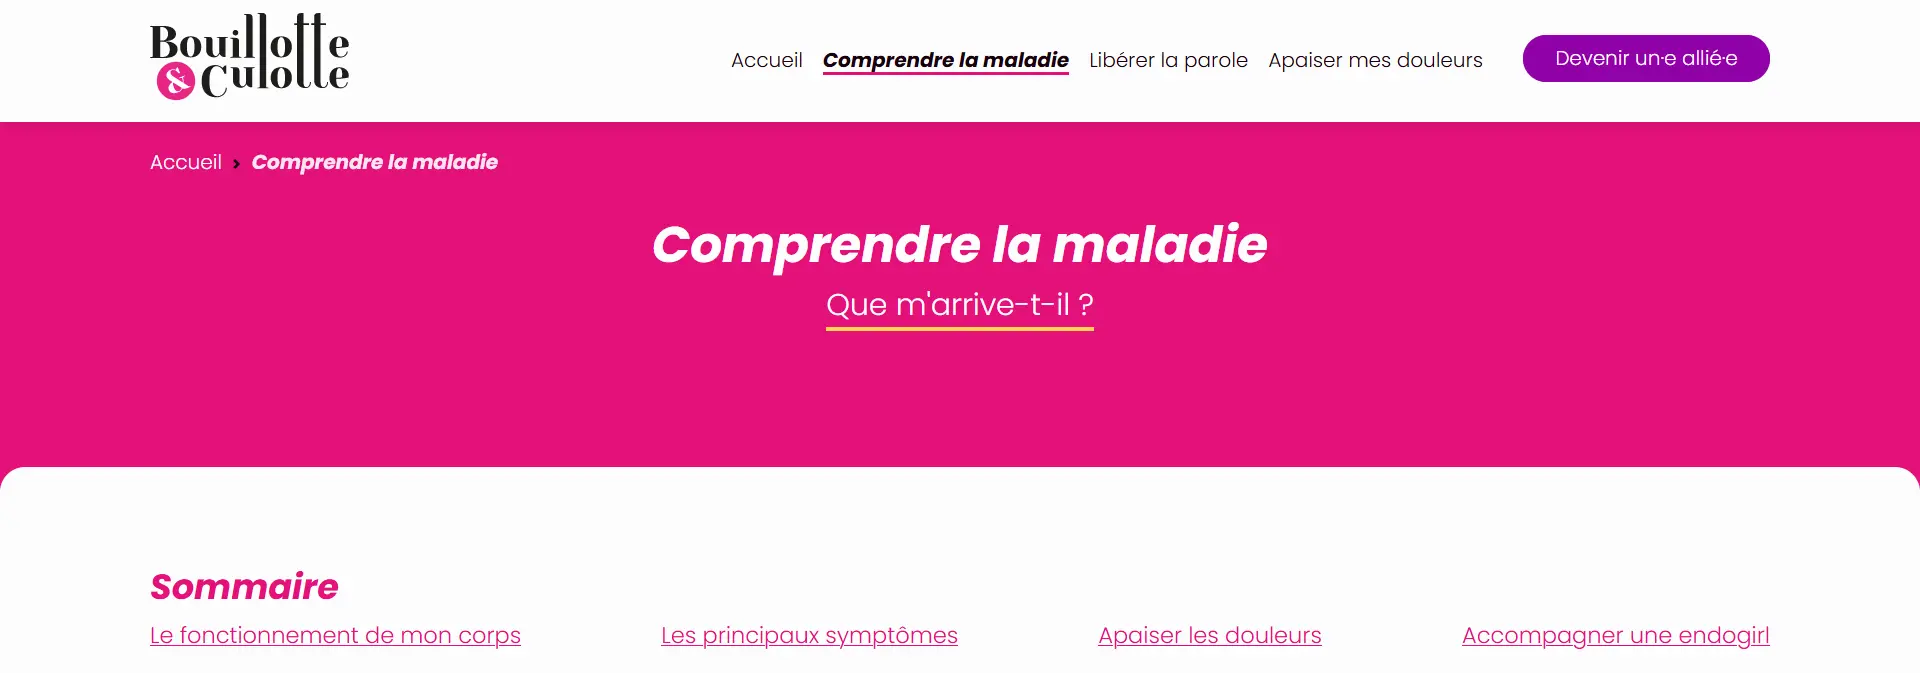 Bouillotte
& Culotte
Accueil Comprendre la maladie Libérer la parole Apaiser mes douleurs Devenir un·e allié·e
Accueil › Comprendre la maladie
Comprendre la maladie
Que m'arrive-t-il ?
Sommaire
Le fonctionnement de mon corps Les principaux symptômes Apaiser les douleurs Accompagner une endogirl